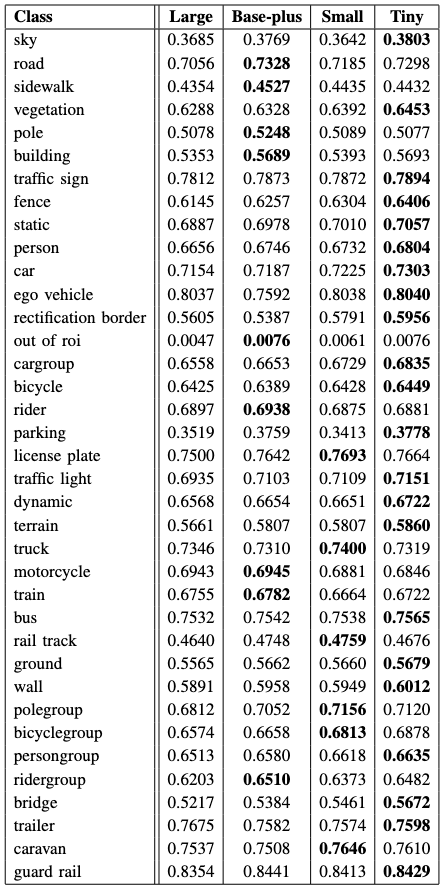 Class Large Base-plus Small Tiny
sky 0.3685 0.3769 0.3642 0.3803
road 0.7056 0.7328 0.7185 0.7298
sidewalk 0.4354 0.4527 0.4435 0.4432
vegetation 0.6288 0.6328 0.6392 0.6453
pole 0.5078 0.5248 0.5089 0.5077
building 0.5353 0.5689 0.5393 0.5693
traffic sign 0.7812 0.7873 0.7872 0.7894
fence 0.6145 0.6257 0.6304 0.6406
static 0.6887 0.6978 0.7010 0.7057
person 0.6656 0.6746 0.6732 0.6804
car 0.7154 0.7187 0.7225 0.7303
ego vehicle 0.8037 0.7592 0.8038 0.8040
rectification border 0.5605 0.5387 0.5791 0.5956
out of roi 0.0047 0.0076 0.0061 0.0076
cargroup 0.6558 0.6653 0.6729 0.6835
bicycle 0.6425 0.6389 0.6428 0.6449
rider 0.6897 0.6938 0.6875 0.6881
parking 0.3519 0.3759 0.3413 0.3778
license plate 0.7500 0.7642 0.7693 0.7664
traffic light 0.6935 0.7103 0.7109 0.7151
dynamic 0.6568 0.6654 0.6651 0.6722
terrain 0.5661 0.5807 0.5807 0.5860
truck 0.7346 0.7310 0.7400 0.7319
motorcycle 0.6943 0.6945 0.6881 0.6846
train 0.6755 0.6782 0.6664 0.6722
bus 0.7532 0.7542 0.7538 0.7565
rail track 0.4640 0.4748 0.4759 0.4676
ground 0.5565 0.5662 0.5660 0.5679
wall 0.5891 0.5958 0.5949 0.6012
polegroup 0.6812 0.7052 0.7156 0.7120
bicyclegroup 0.6574 0.6658 0.6813 0.6878
persongroup 0.6513 0.6580 0.6618 0.6635
ridergroup 0.6203 0.6510 0.6373 0.6482
bridge 0.5217 0.5384 0.5461 0.5672
trailer 0.7675 0.7582 0.7574 0.7598
caravan 0.7537 0.7508 0.7646 0.7610
guard rail 0.8354 0.8441 0.8413 0.8429